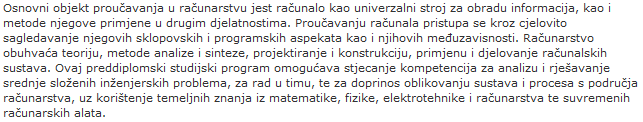 Osnovni objekt proučavanja u računarstvu jest računalo kao univerzalni stroj za obradu informacija, kao i
metode njegove primjene u drugim djelatnostima. Proučavanju računala pristupa se kroz cjelovito
sagledavanje njegovih sklopovskih i programskih aspekata kao i njihovih međuzavisnosti. Računarstvo
obuhvaća teoriju, metode analize i sinteze, projektiranje i konstrukciju, primjenu i djelovanje računalskih
sustava. Ovaj preddiplomski studijski program omogućava stjecanje kompetencija za analizu i rješavanje
srednje složenih inženjerskih problema, za rad u timu, te za doprinos oblikovanju sustava i procesa s područja
računarstva, uz korištenje temeljnih znanja iz matematike, fizike, elektrotehnike i računarstva te suvremenih
računarskih alata.